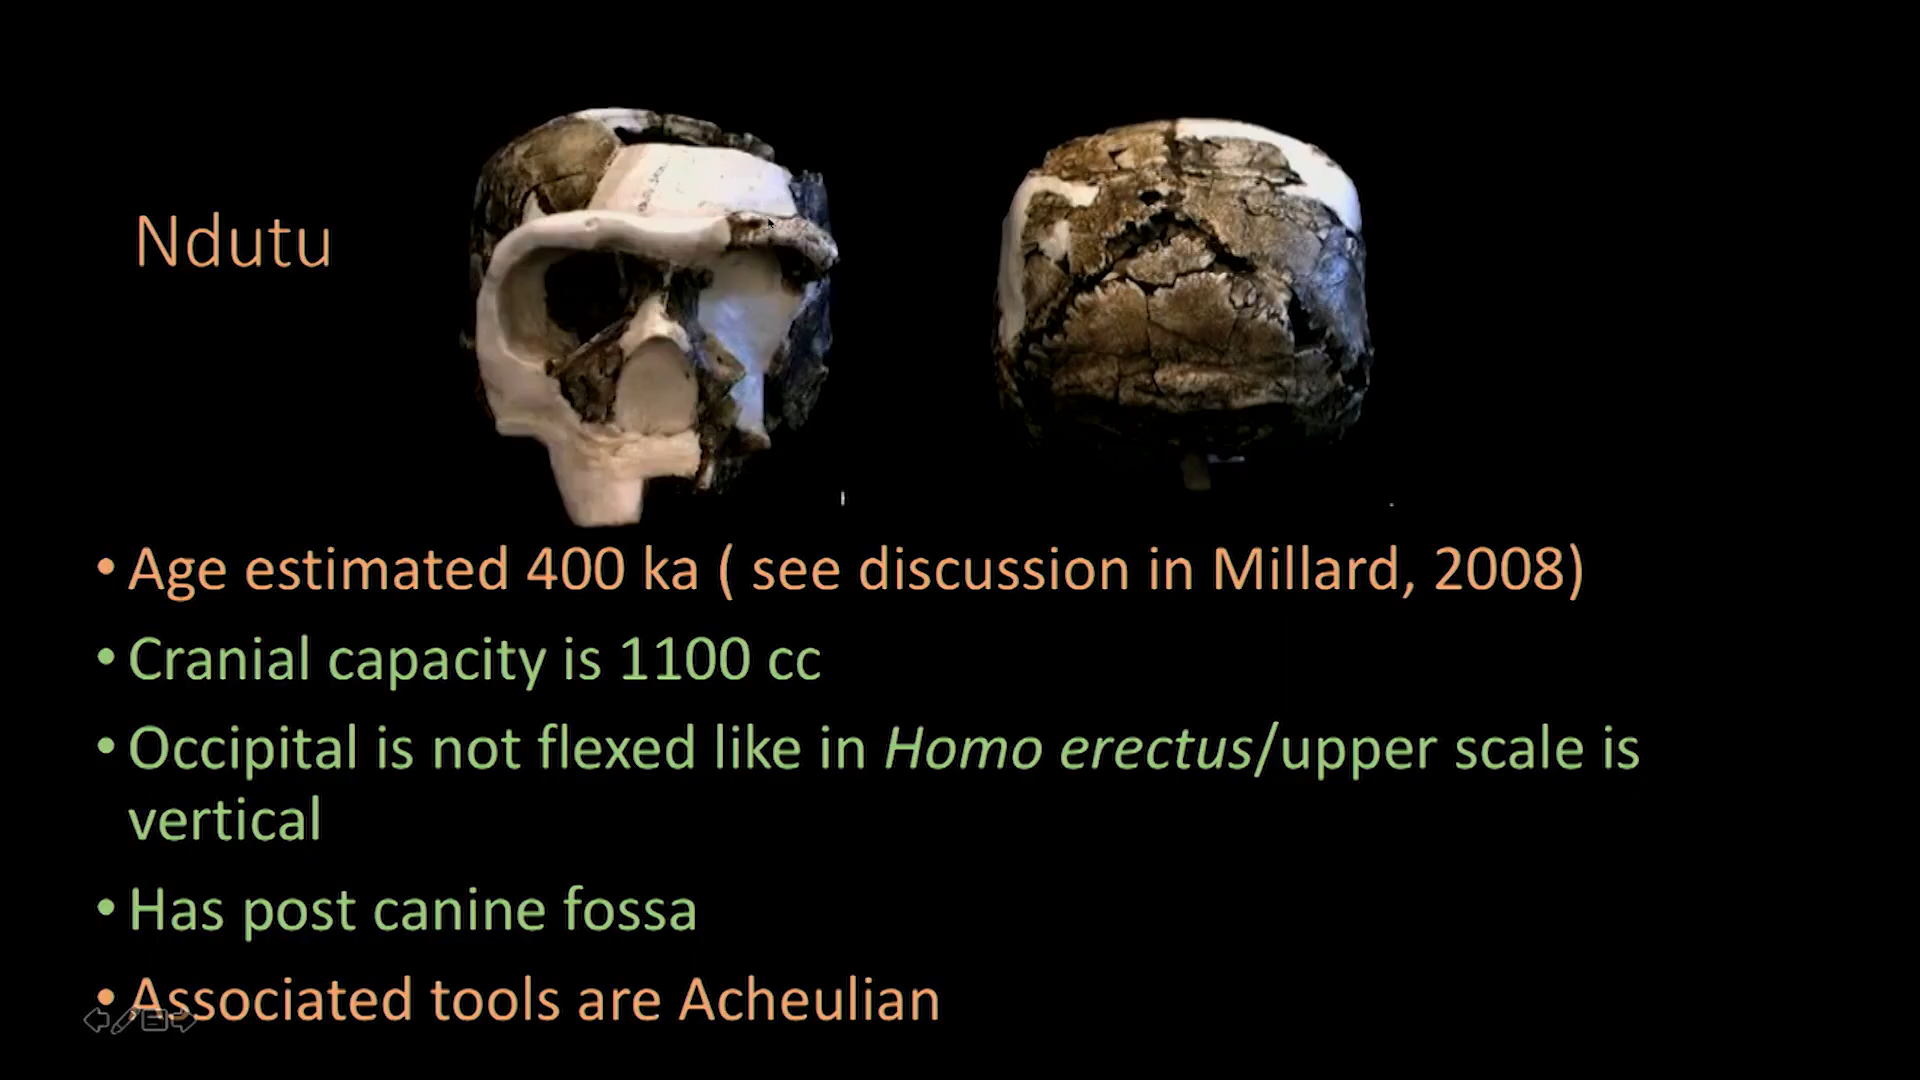 Ndutu
• Age estimated 400 ka ( see discussion in Millard, 2008)
• Cranial capacity is 1100 cc
• Occipital is not flexed like in Homo erectus/upper scale is
vertical
• Has post canine fossa
• Associated tools are Acheulian